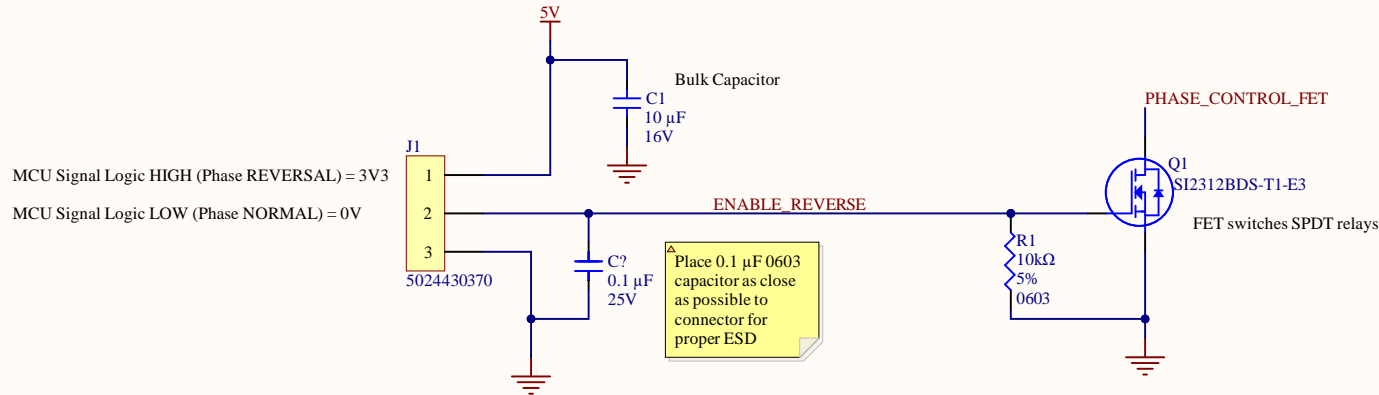 5V
Bulk Capacitor
C1
10 µF
16V
PHASE_CONTROL_FET
J1
MCU Signal Logic HIGH (Phase REVERSAL) = 3V3
1
Q1
SI2312BDS-T1-E3
MCU Signal Logic LOW (Phase NORMAL) = 0V
2
ENABLE_REVERSE
FET switches SPDT relays
3
5024430370
C?
0.1 µF
25V
Place 0.1 µF 0603
capacitor as close
as possible to
connector for
proper ESD
R1
10kΩ
5%
0603